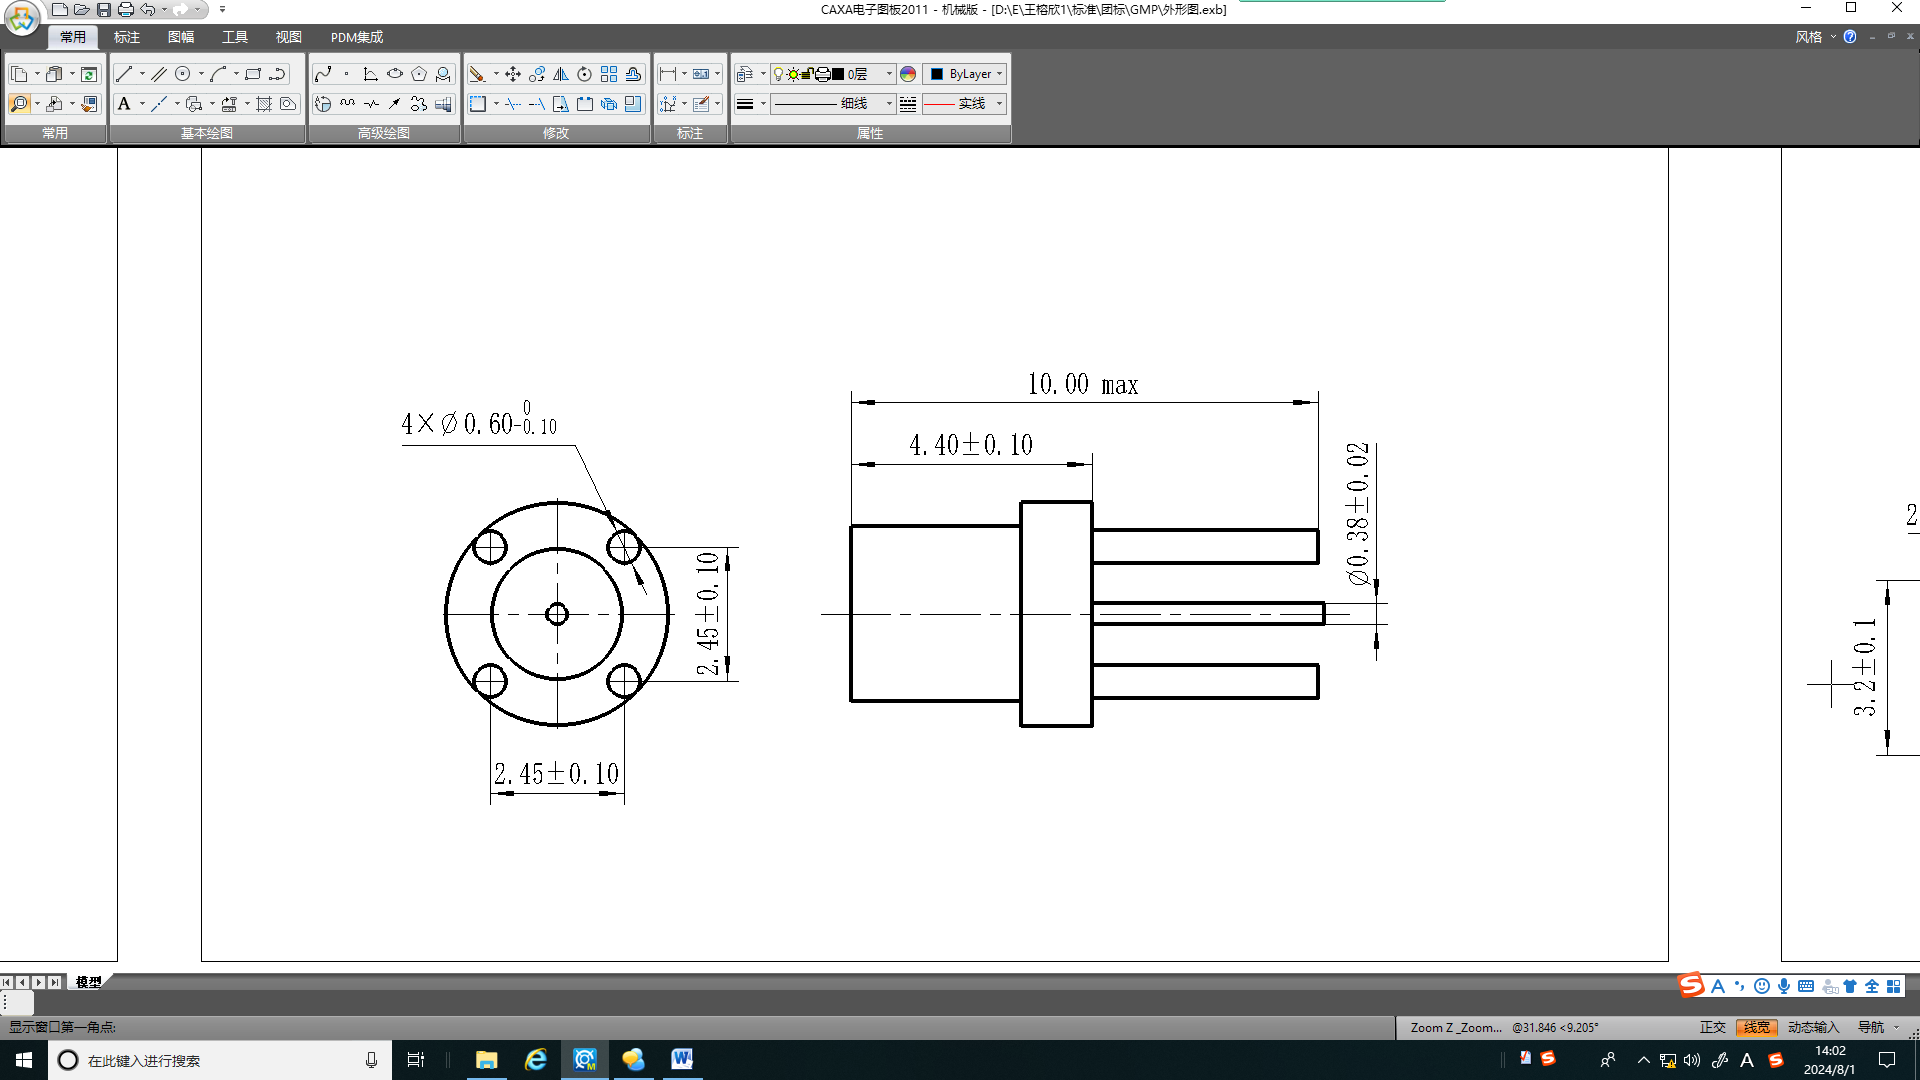 CAXA电子图板2011 - 机械版 - [D:\E\王榕欣1\标准\团标\GMP\外形图.exb]
常用 标注 图幅 工具 视图 PDM集成 风格
0层 ByLayer
细线 实线
常用 基本绘图 高级绘图 修改 标注 属性
10.00 max
4×∅0.60 0 -0.10
4.40±0.10
∅0.38±0.02
2.45±0.10
2.45±0.10
2
3.2±0.1
模型
显示窗口第一角点:
Zoom Z _Zoom... @31.846 <9.205° 正交 线宽 动态输入 导航
在此键入进行搜索
14:02
2024/8/1